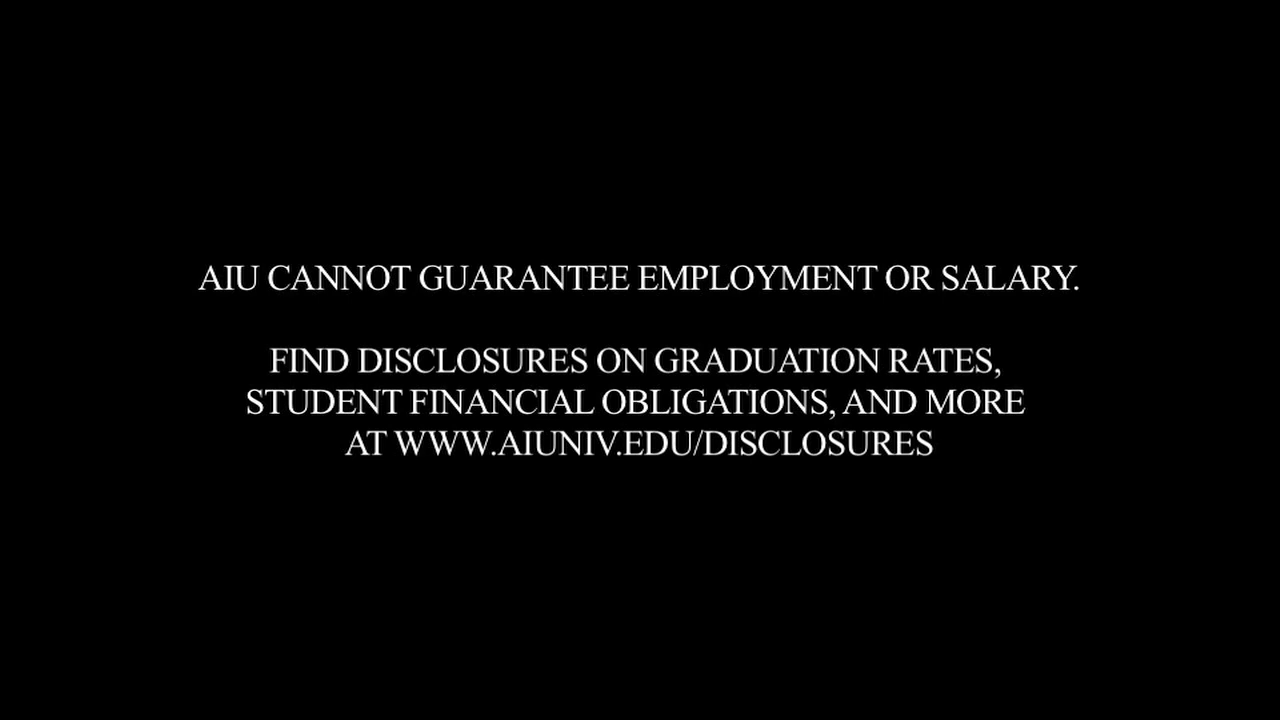 AIU CANNOT GUARANTEE EMPLOYMENT OR SALARY.
FIND DISCLOSURES ON GRADUATION RATES,
STUDENT FINANCIAL OBLIGATIONS, AND MORE
AT WWW.AIUNIV.EDU/DISCLOSURES